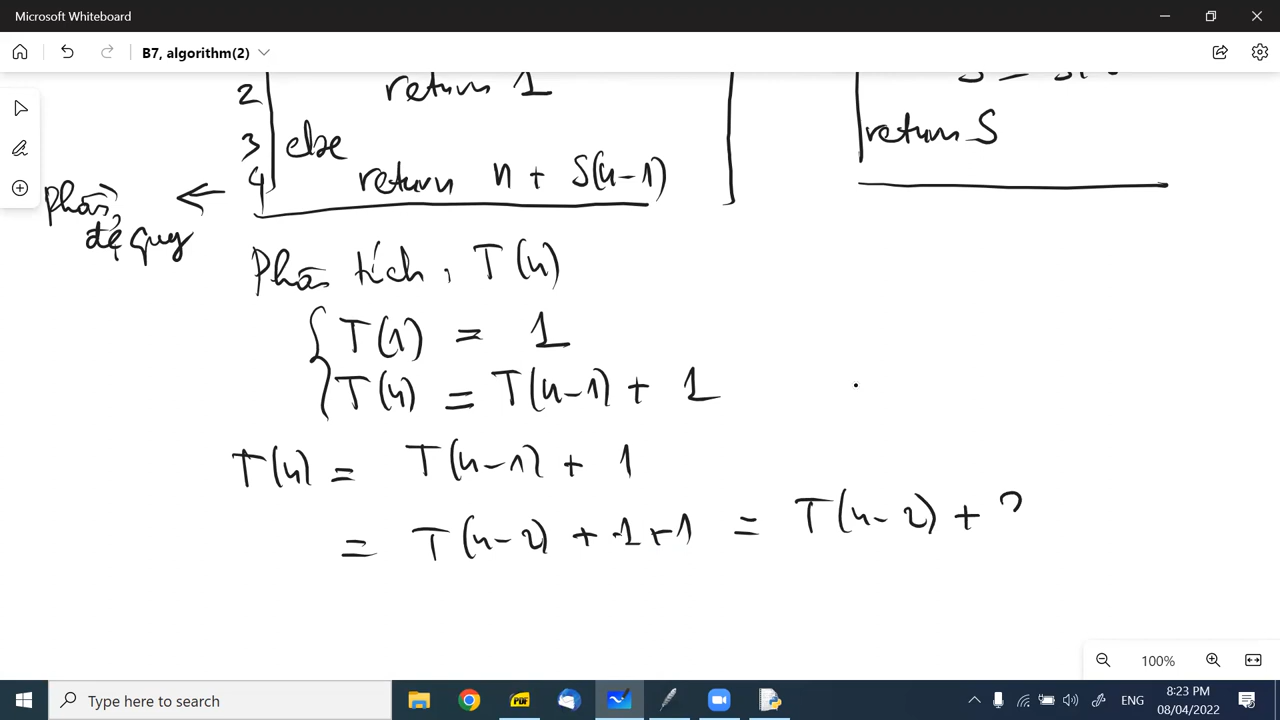 Microsoft Whiteboard
B7, algorithm(2)
2 return 1
return S
3 else
4 return n + S(n-1)
Phần
đệ quy
Phân tích, T(n)
T(1) = 1
T(n) = T(n-1) + 1
T(n) = T(n-1) + 1
= T(n-2) + 1+1 = T(n-2) + 2
100%
Type here to search
PDF
ENG
8:23 PM
08/04/2022